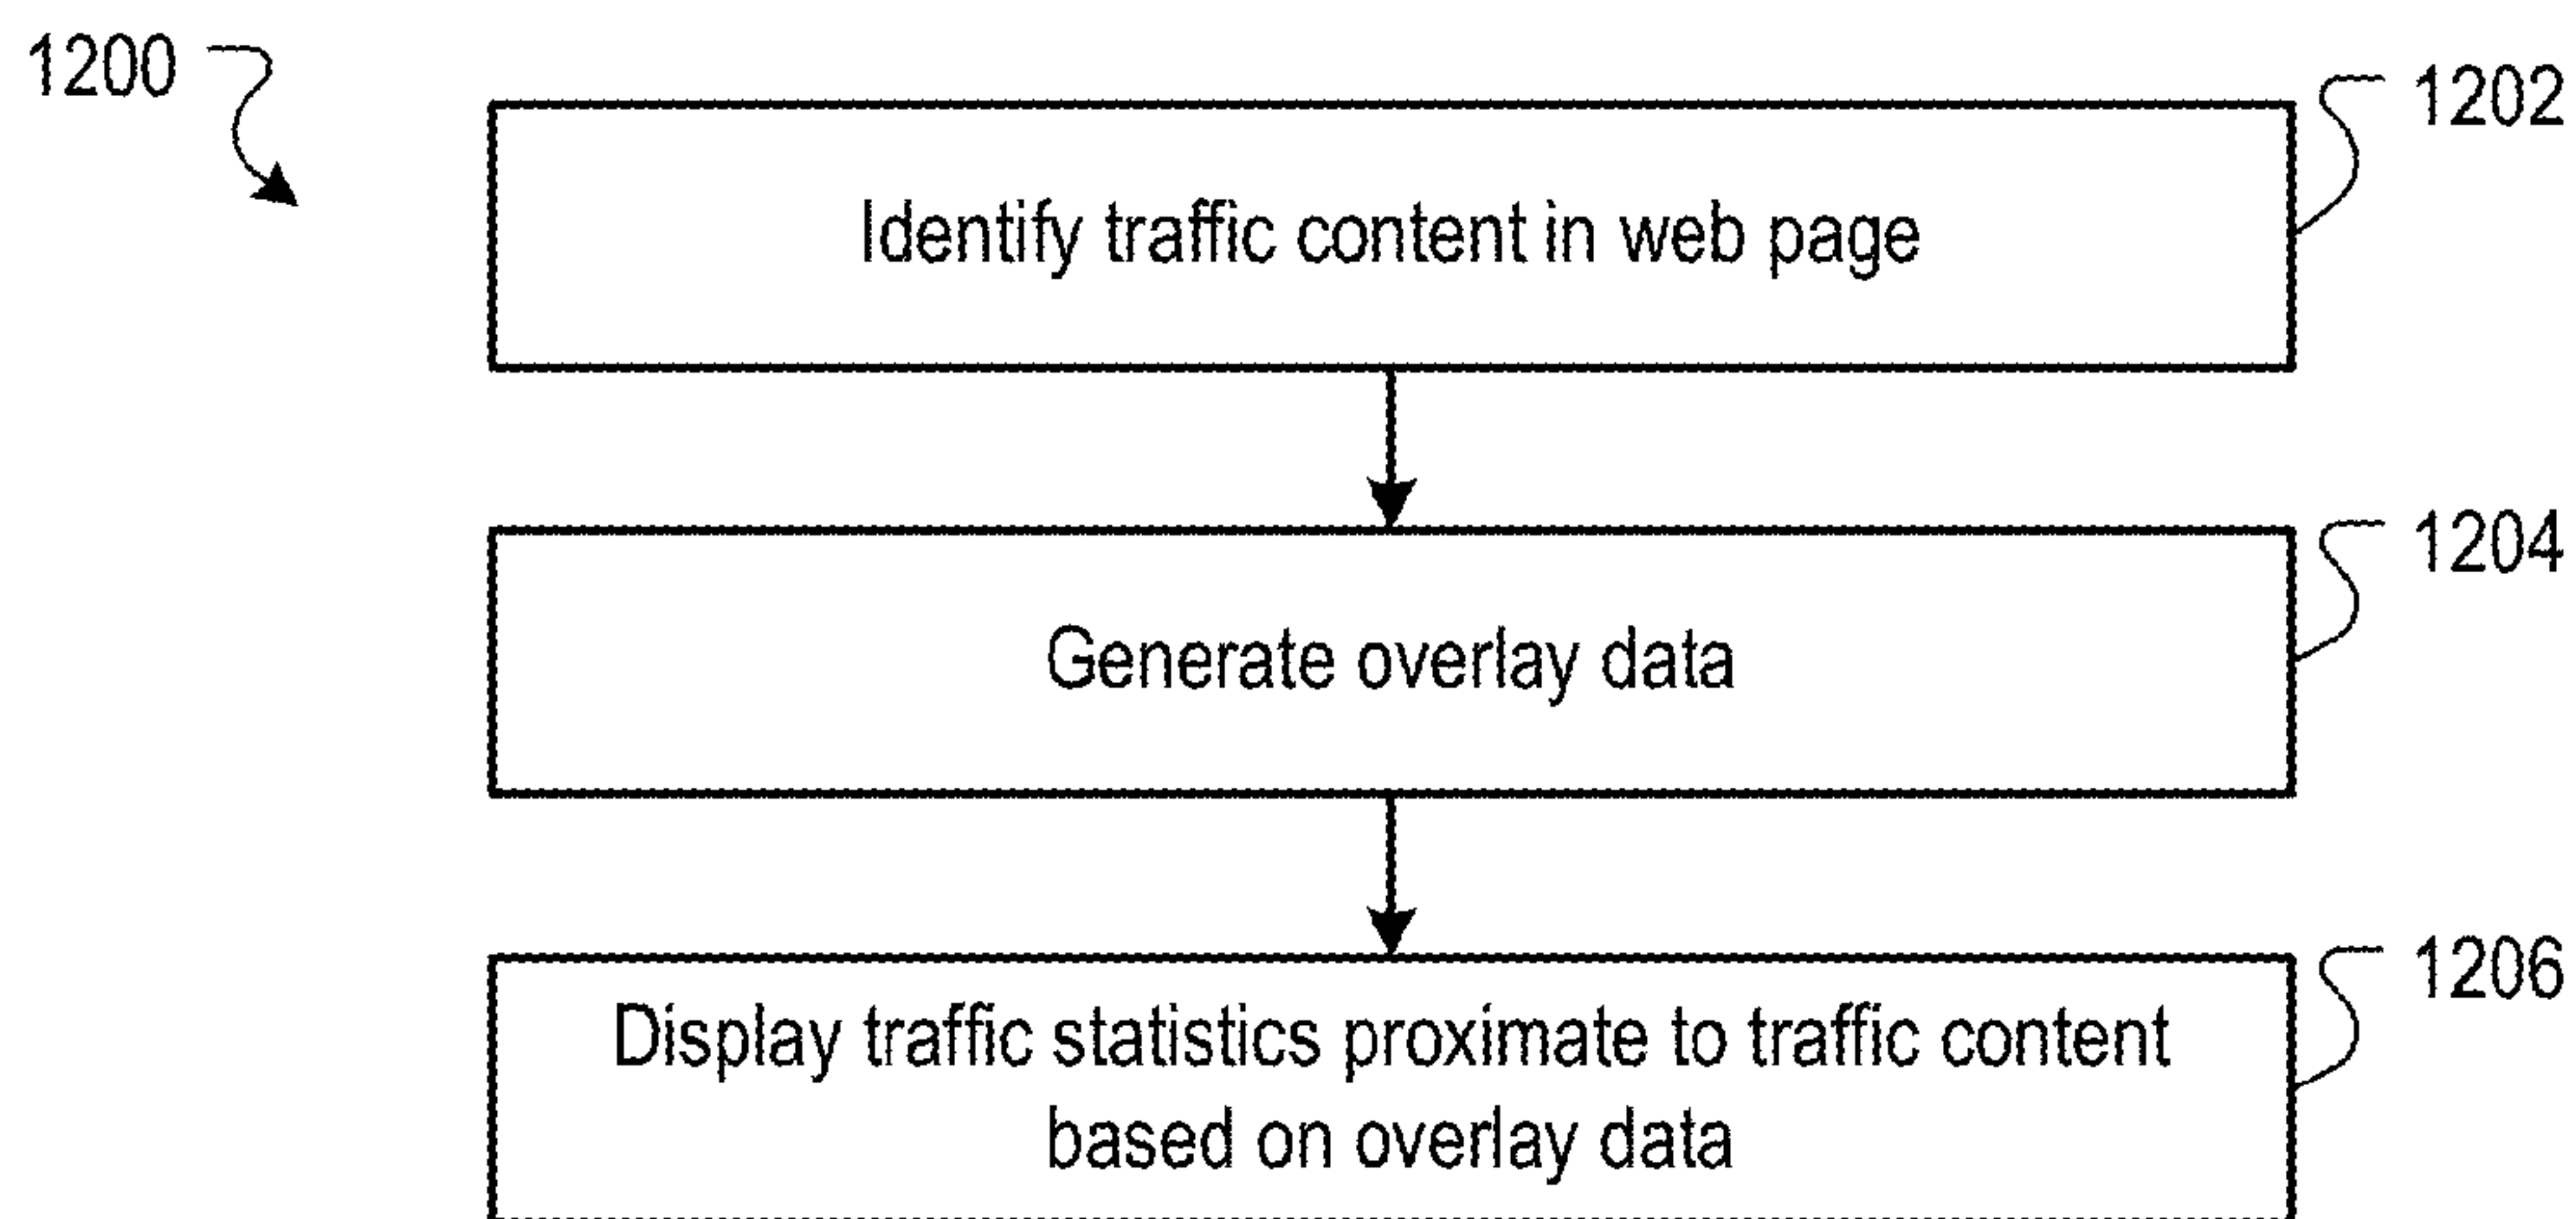 1200
1202
Identify traffic content in web page
1204
Generate overlay data
1206
Display traffic statistics proximate to traffic content
based on overlay data